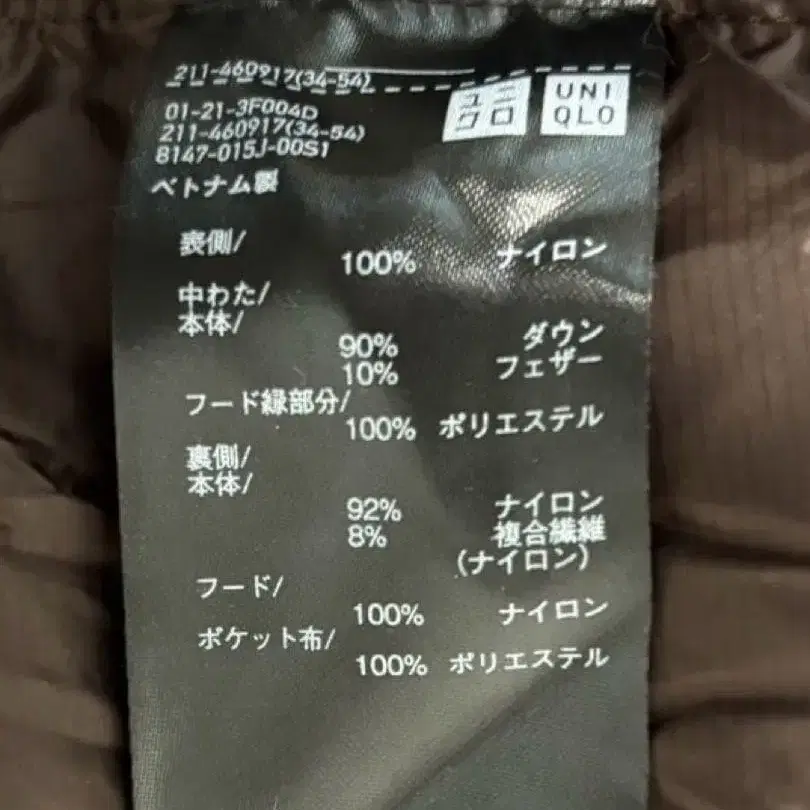 211-460917(34-54)
ユニクロ
UNIQLO
01-21-3F004D
211-460917(34-54)
8147-015J-00S1
ベトナム製
表側/
100% ナイロン
中わた/
本体/
90% ダウン
10% フェザー
フード縁部分/
100% ポリエステル
裏側/
本体/
92% ナイロン
8% 複合繊維
(ナイロン)
フード/
100% ナイロン
ポケット布/
100% ポリエステル